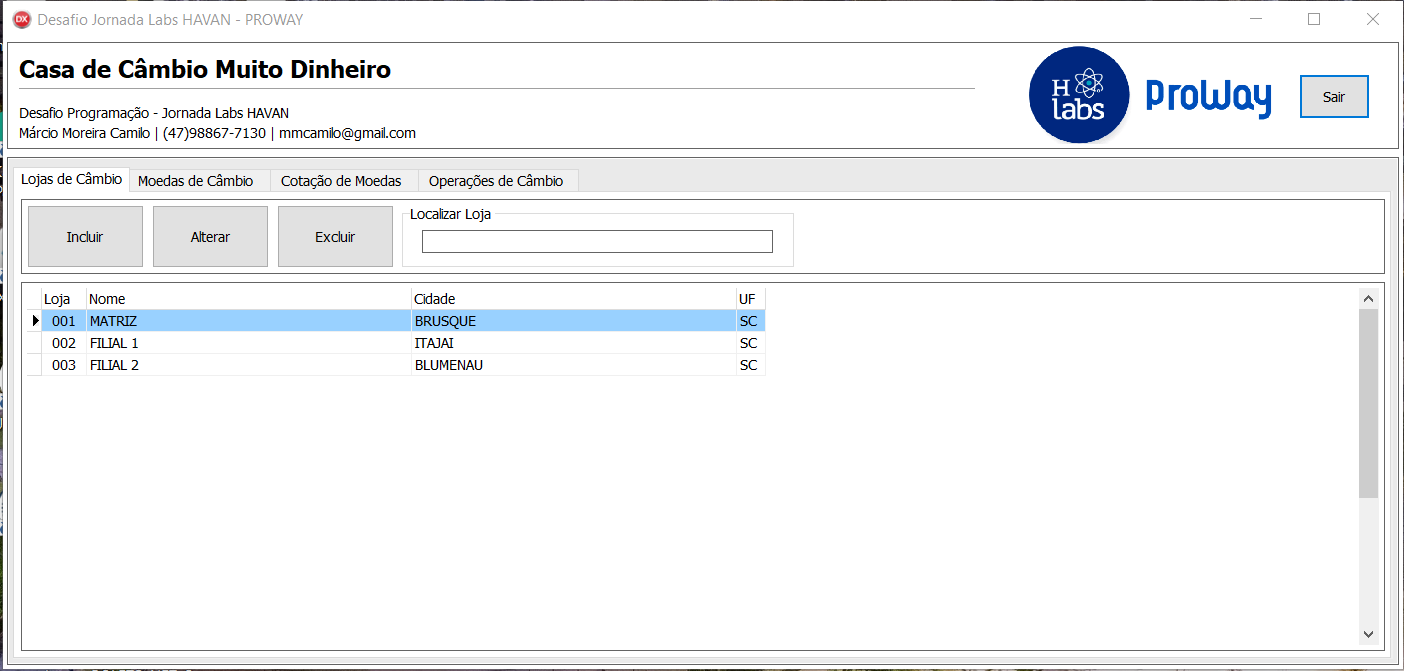 DX Desafio Jornada Labs HAVAN - PROWAY
Casa de Câmbio Muito Dinheiro
Desafio Programação - Jornada Labs HAVAN
Márcio Moreira Camilo | (47)98867-7130 | mmcamilo@gmail.com
H labs
ProWay
Sair
Lojas de Câmbio Moedas de Câmbio Cotação de Moedas Operações de Câmbio
Incluir Alterar Excluir Localizar Loja
Loja Nome Cidade UF
001 MATRIZ BRUSQUE SC
002 FILIAL 1 ITAJAI SC
003 FILIAL 2 BLUMENAU SC